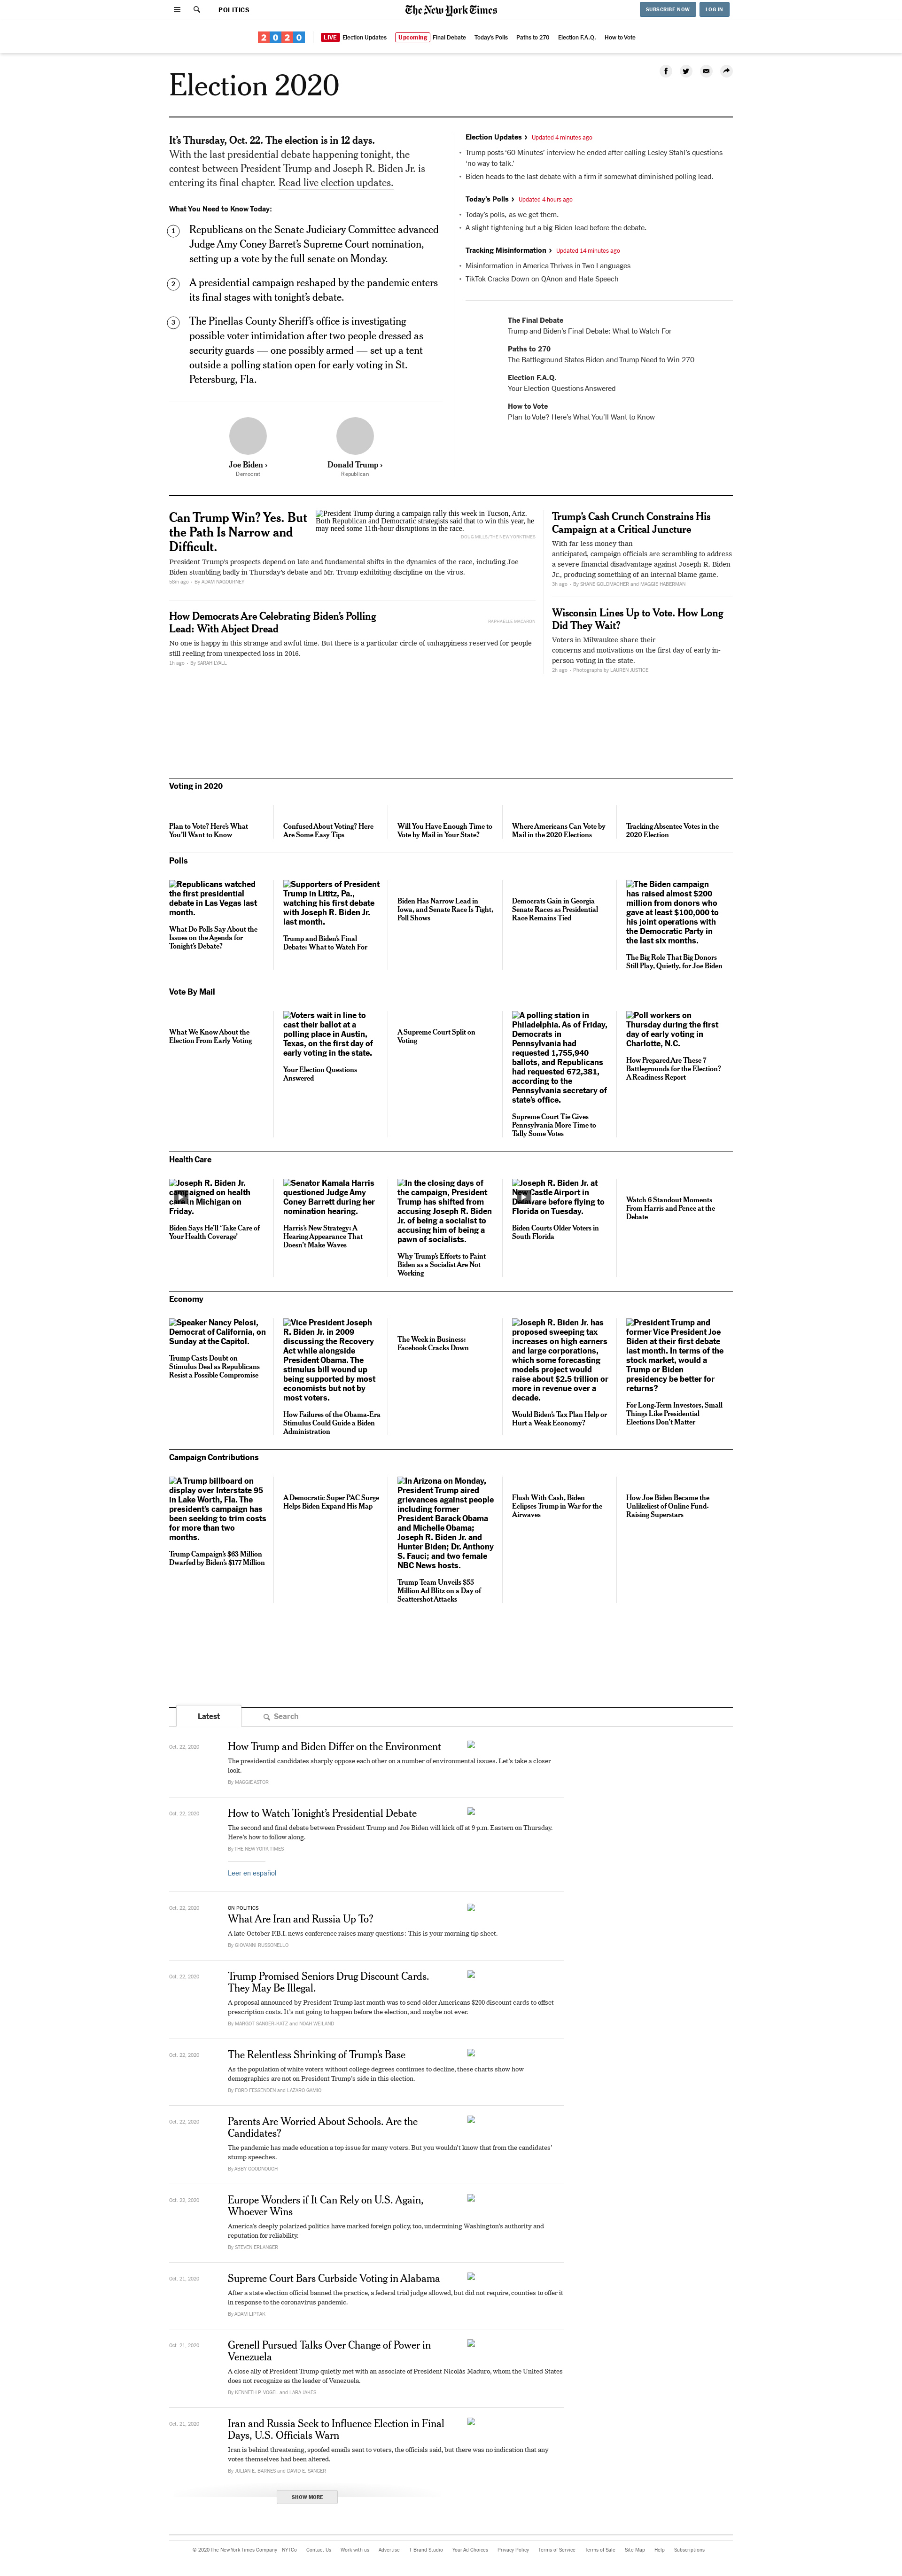 POLITICS
The New York Times
SUBSCRIBE NOW
LOG IN
2020
LIVE Election Updates
Upcoming Final Debate
Today's Polls
Paths to 270
Election F.A.Q.
How to Vote
Election 2020
It's Thursday, Oct. 22. The election is in 12 days.
With the last presidential debate happening tonight, the
contest between President Trump and Joseph R. Biden Jr. is
entering its final chapter. Read live election updates.
What You Need to Know Today:
1
Republicans on the Senate Judiciary Committee advanced
Judge Amy Coney Barret's Supreme Court nomination,
setting up a vote by the full senate on Monday.
2
A presidential campaign reshaped by the pandemic enters
its final stages with tonight's debate.
3
The Pinellas County Sheriff's office is investigating
possible voter intimidation after two people dressed as
security guards — one possibly armed — set up a tent
outside a polling station open for early voting in St.
Petersburg, Fla.
Joe Biden ›
Democrat
Donald Trump ›
Republican
Election Updates › Updated 4 minutes ago
• Trump posts '60 Minutes' interview he ended after calling Lesley Stahl's questions
'no way to talk.'
• Biden heads to the last debate with a firm if somewhat diminished polling lead.
Today's Polls › Updated 4 hours ago
• Today's polls, as we get them.
• A slight tightening but a big Biden lead before the debate.
Tracking Misinformation › Updated 14 minutes ago
• Misinformation in America Thrives in Two Languages
• TikTok Cracks Down on QAnon and Hate Speech
The Final Debate
Trump and Biden's Final Debate: What to Watch For
Paths to 270
The Battleground States Biden and Trump Need to Win 270
Election F.A.Q.
Your Election Questions Answered
How to Vote
Plan to Vote? Here's What You'll Want to Know
Can Trump Win? Yes. But
the Path Is Narrow and
Difficult.
President Trump during a campaign rally this week in Tucson, Ariz.
Both Republican and Democratic strategists said that to win this year, he
may need some 11th-hour disruptions in the race.
DOUG MILLS/THE NEW YORK TIMES
President Trump's prospects depend on late and fundamental shifts in the dynamics of the race, including Joe
Biden stumbling badly in Thursday's debate and Mr. Trump exhibiting discipline on the virus.
58m ago · By ADAM NAGOURNEY
How Democrats Are Celebrating Biden's Polling
Lead: With Abject Dread
RAPHAELLE MACARON
No one is happy in this strange and awful time. But there is a particular circle of unhappiness reserved for people
still reeling from unexpected loss in 2016.
1h ago · By SARAH LYALL
Trump's Cash Crunch Constrains His
Campaign at a Critical Juncture
With far less money than
anticipated, campaign officials are scrambling to address
a severe financial disadvantage against Joseph R. Biden
Jr., producing something of an internal blame game.
3h ago · By SHANE GOLDMACHER and MAGGIE HABERMAN
Wisconsin Lines Up to Vote. How Long
Did They Wait?
Voters in Milwaukee share their
concerns and motivations on the first day of early in-
person voting in the state.
2h ago · Photographs by LAUREN JUSTICE
Voting in 2020
Plan to Vote? Here's What
You'll Want to Know
Confused About Voting? Here
Are Some Easy Tips
Will You Have Enough Time to
Vote by Mail in Your State?
Where Americans Can Vote by
Mail in the 2020 Elections
Tracking Absentee Votes in the
2020 Election
Polls
Republicans watched
the first presidential
debate in Las Vegas last
month.
What Do Polls Say About the
Issues on the Agenda for
Tonight's Debate?
Supporters of President
Trump in Lititz, Pa.,
watching his first debate
with Joseph R. Biden Jr.
last month.
Trump and Biden's Final
Debate: What to Watch For
Biden Has Narrow Lead in
Iowa, and Senate Race Is Tight,
Poll Shows
Democrats Gain in Georgia
Senate Races as Presidential
Race Remains Tied
The Biden campaign
has raised almost $200
million from donors who
gave at least $100,000 to
his joint operations with
the Democratic Party in
the last six months.
The Big Role That Big Donors
Still Play, Quietly, for Joe Biden
Vote By Mail
What We Know About the
Election From Early Voting
Voters wait in line to
cast their ballot at a
polling place in Austin,
Texas, on the first day of
early voting in the state.
Your Election Questions
Answered
A Supreme Court Split on
Voting
A polling station in
Philadelphia. As of Friday,
Democrats in
Pennsylvania had
requested 1,755,940
ballots, and Republicans
had requested 672,381,
according to the
Pennsylvania secretary of
state's office.
Supreme Court Tie Gives
Pennsylvania More Time to
Tally Some Votes
Poll workers on
Thursday during the first
day of early voting in
Charlotte, N.C.
How Prepared Are These 7
Battlegrounds for the Election?
A Readiness Report
Health Care
Joseph R. Biden Jr.
campaigned on health
care in Michigan on
Friday.
Biden Says He'll 'Take Care of
Your Health Coverage'
Senator Kamala Harris
questioned Judge Amy
Coney Barrett during her
nomination hearing.
Harris's New Strategy: A
Hearing Appearance That
Doesn't Make Waves
In the closing days of
the campaign, President
Trump has shifted from
accusing Joseph R. Biden
Jr. of being a socialist to
accusing him of being a
pawn of socialists.
Why Trump's Efforts to Paint
Biden as a Socialist Are Not
Working
Joseph R. Biden Jr. at
New Castle Airport in
Delaware before flying to
Florida on Tuesday.
Biden Courts Older Voters in
South Florida
Watch 6 Standout Moments
From Harris and Pence at the
Debate
Economy
Speaker Nancy Pelosi,
Democrat of California, on
Sunday at the Capitol.
Trump Casts Doubt on
Stimulus Deal as Republicans
Resist a Possible Compromise
Vice President Joseph
R. Biden Jr. in 2009
discussing the Recovery
Act while alongside
President Obama. The
stimulus bill wound up
being supported by most
economists but not by
most voters.
How Failures of the Obama-Era
Stimulus Could Guide a Biden
Administration
The Week in Business:
Facebook Cracks Down
Joseph R. Biden Jr. has
proposed sweeping tax
increases on high earners
and large corporations,
which some forecasting
models project would
raise about $2.5 trillion or
more in revenue over a
decade.
Would Biden's Tax Plan Help or
Hurt a Weak Economy?
President Trump and
former Vice President Joe
Biden at their first debate
last month. In terms of the
stock market, would a
Trump or Biden
presidency be better for
returns?
For Long-Term Investors, Small
Things Like Presidential
Elections Don't Matter
Campaign Contributions
A Trump billboard on
display over Interstate 95
in Lake Worth, Fla. The
president's campaign has
been seeking to trim costs
for more than two
months.
Trump Campaign's $63 Million
Dwarfed by Biden's $177 Million
A Democratic Super PAC Surge
Helps Biden Expand His Map
In Arizona on Monday,
President Trump aired
grievances against people
including former
President Barack Obama
and Michelle Obama;
Joseph R. Biden Jr. and
Hunter Biden; Dr. Anthony
S. Fauci; and two female
NBC News hosts.
Trump Team Unveils $55
Million Ad Blitz on a Day of
Scattershot Attacks
Flush With Cash, Biden
Eclipses Trump in War for the
Airwaves
How Joe Biden Became the
Unlikeliest of Online Fund-
Raising Superstars
Latest
Search
Oct. 22, 2020
How Trump and Biden Differ on the Environment
The presidential candidates sharply oppose each other on a number of environmental issues. Let's take a closer
look.
By MAGGIE ASTOR
Oct. 22, 2020
How to Watch Tonight's Presidential Debate
The second and final debate between President Trump and Joe Biden will kick off at 9 p.m. Eastern on Thursday.
Here's how to follow along.
By THE NEW YORK TIMES
Leer en español
Oct. 22, 2020
ON POLITICS
What Are Iran and Russia Up To?
A late-October F.B.I. news conference raises many questions: This is your morning tip sheet.
By GIOVANNI RUSSONELLO
Oct. 22, 2020
Trump Promised Seniors Drug Discount Cards.
They May Be Illegal.
A proposal announced by President Trump last month was to send older Americans $200 discount cards to offset
prescription costs. It's not going to happen before the election, and maybe not ever.
By MARGOT SANGER-KATZ and NOAH WEILAND
Oct. 22, 2020
The Relentless Shrinking of Trump's Base
As the population of white voters without college degrees continues to decline, these charts show how
demographics are not on President Trump's side in this election.
By FORD FESSENDEN and LAZARO GAMIO
Oct. 22, 2020
Parents Are Worried About Schools. Are the
Candidates?
The pandemic has made education a top issue for many voters. But you wouldn't know that from the candidates'
stump speeches.
By ABBY GOODNOUGH
Oct. 22, 2020
Europe Wonders if It Can Rely on U.S. Again,
Whoever Wins
America's deeply polarized politics have marked foreign policy, too, undermining Washington's authority and
reputation for reliability.
By STEVEN ERLANGER
Oct. 21, 2020
Supreme Court Bars Curbside Voting in Alabama
After a state election official banned the practice, a federal trial judge allowed, but did not require, counties to offer it
in response to the coronavirus pandemic.
By ADAM LIPTAK
Oct. 21, 2020
Grenell Pursued Talks Over Change of Power in
Venezuela
A close ally of President Trump quietly met with an associate of President Nicolás Maduro, whom the United States
does not recognize as the leader of Venezuela.
By KENNETH P. VOGEL and LARA JAKES
Oct. 21, 2020
Iran and Russia Seek to Influence Election in Final
Days, U.S. Officials Warn
Iran is behind threatening, spoofed emails sent to voters, the officials said, but there was no indication that any
votes themselves had been altered.
By JULIAN E. BARNES and DAVID E. SANGER
SHOW MORE
© 2020 The New York Times Company
NYTCo
Contact Us
Work with us
Advertise
T Brand Studio
Your Ad Choices
Privacy Policy
Terms of Service
Terms of Sale
Site Map
Help
Subscriptions